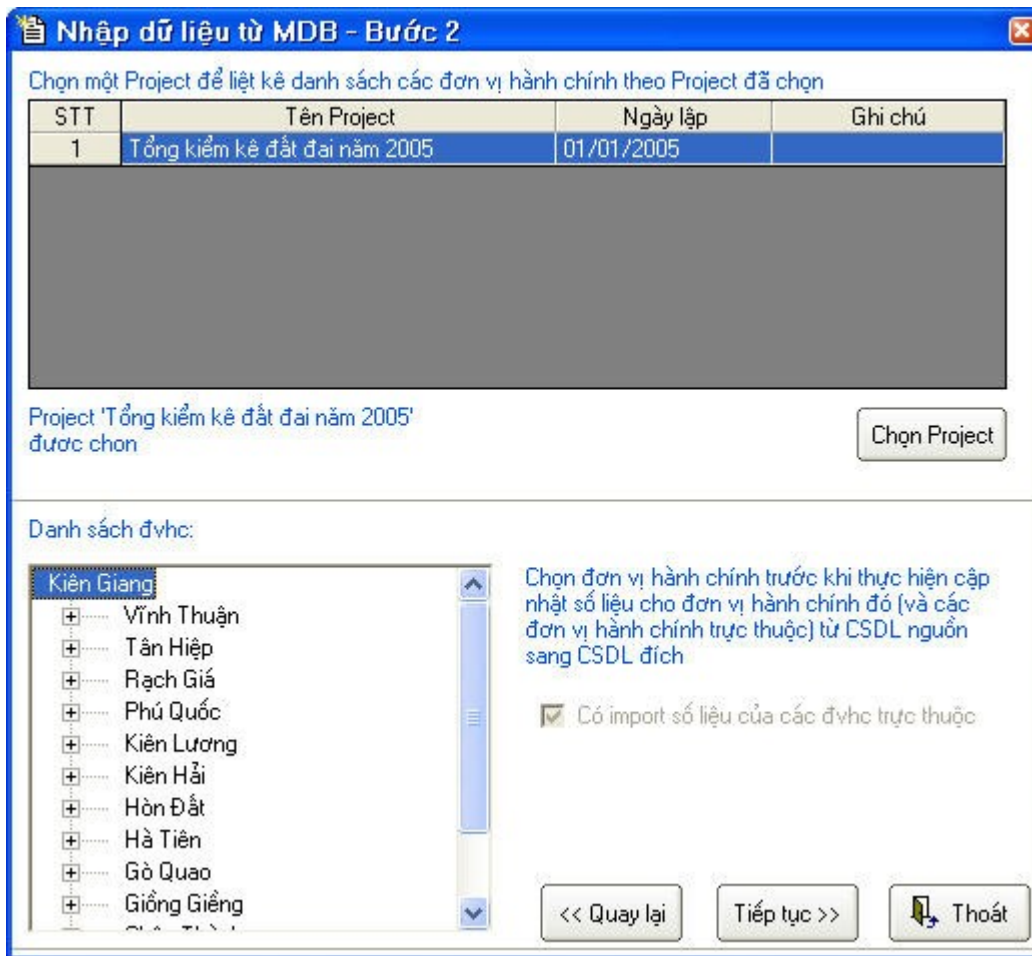 Nhập dữ liệu từ MDB - Bước 2
Chọn một Project để liệt kê danh sách các đơn vị hành chính theo Project đã chọn
STT Tên Project Ngày lập Ghi chú
1 Tổng kiểm kê đất đai năm 2005 01/01/2005
Project 'Tổng kiểm kê đất đai năm 2005'
được chọn
Chọn Project
Danh sách đvhc:
Kiên Giang
Vĩnh Thuận
Tân Hiệp
Rạch Giá
Phú Quốc
Kiên Lương
Kiên Hải
Hòn Đất
Hà Tiên
Gò Quao
Giồng Giềng
Chọn đơn vị hành chính trước khi thực hiện cập
nhật số liệu cho đơn vị hành chính đó (và các
đơn vị hành chính trực thuộc) từ CSDL nguồn
sang CSDL đích
Có import số liệu của các đvhc trực thuộc
<< Quay lại Tiếp tục >> Thoát